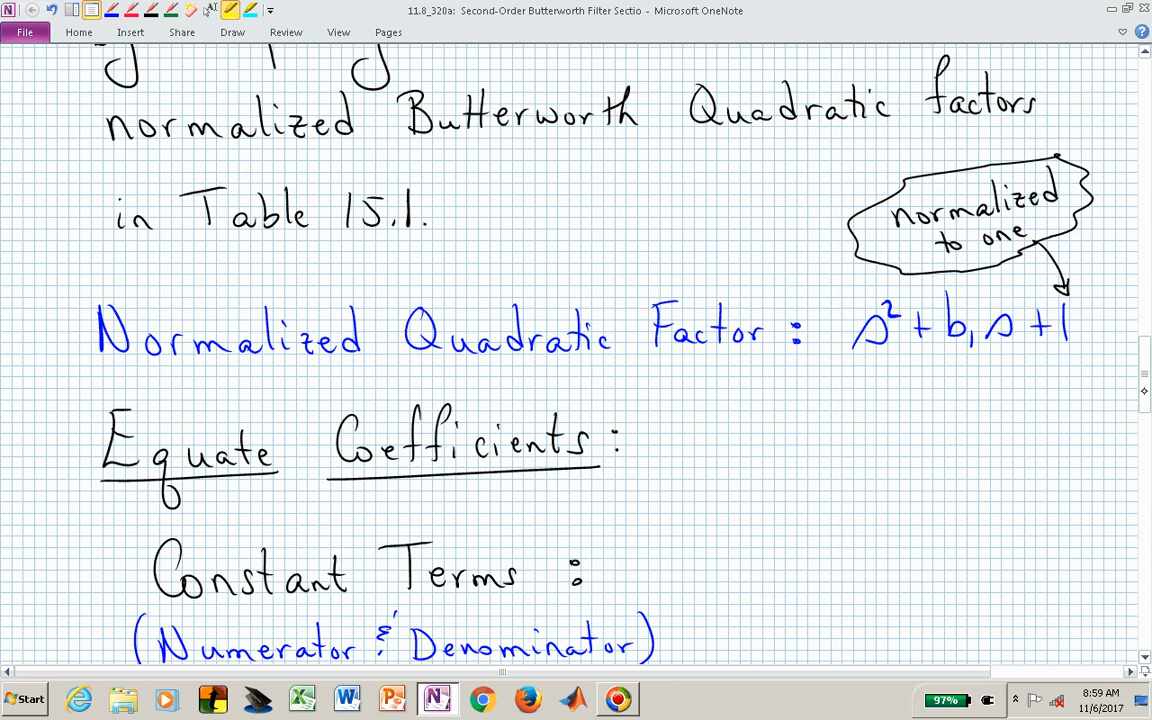 11.8_320a: Second-Order Butterworth Filter Sectio - Microsoft OneNote
File Home Insert Share Draw Review View Pages
normalized Butterworth Quadratic factors
in Table 15.1.
normalized
to one
Normalized Quadratic Factor : s² + b₁s + 1
Equate Coefficients :
Constant Terms :
(Numerator & Denominator)
Start
97%
8:59 AM
11/6/2017